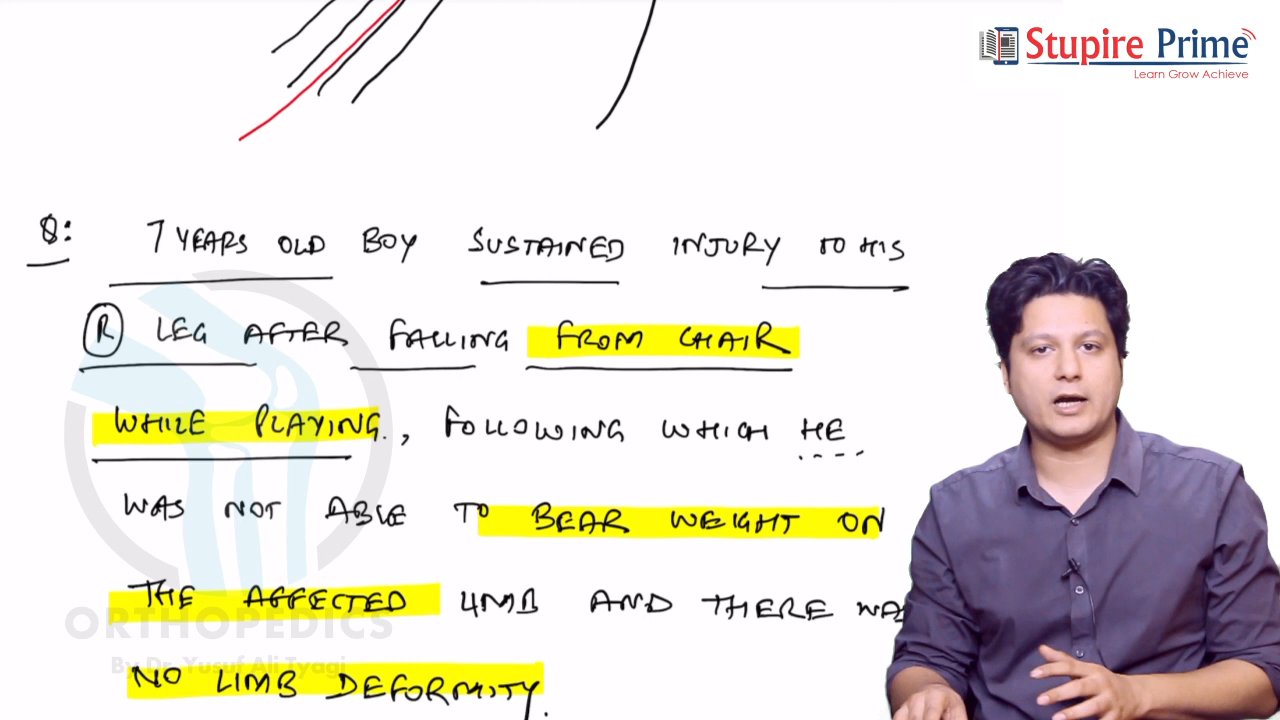 Stupire Prime
Learn Grow Achieve
Q: 7 YEARS OLD BOY SUSTAINED INJURY TO HIS
R LEG AFTER FALLING FROM CHAIR
WHILE PLAYING, FOLLOWING WHICH HE
WAS NOT ABLE TO BEAR WEIGHT ON
THE AFFECTED LIMB AND THERE WAS
NO LIMB DEFORMITY.
ORTHOPEDICS
By Dr. Yusuf Ali Tyagi